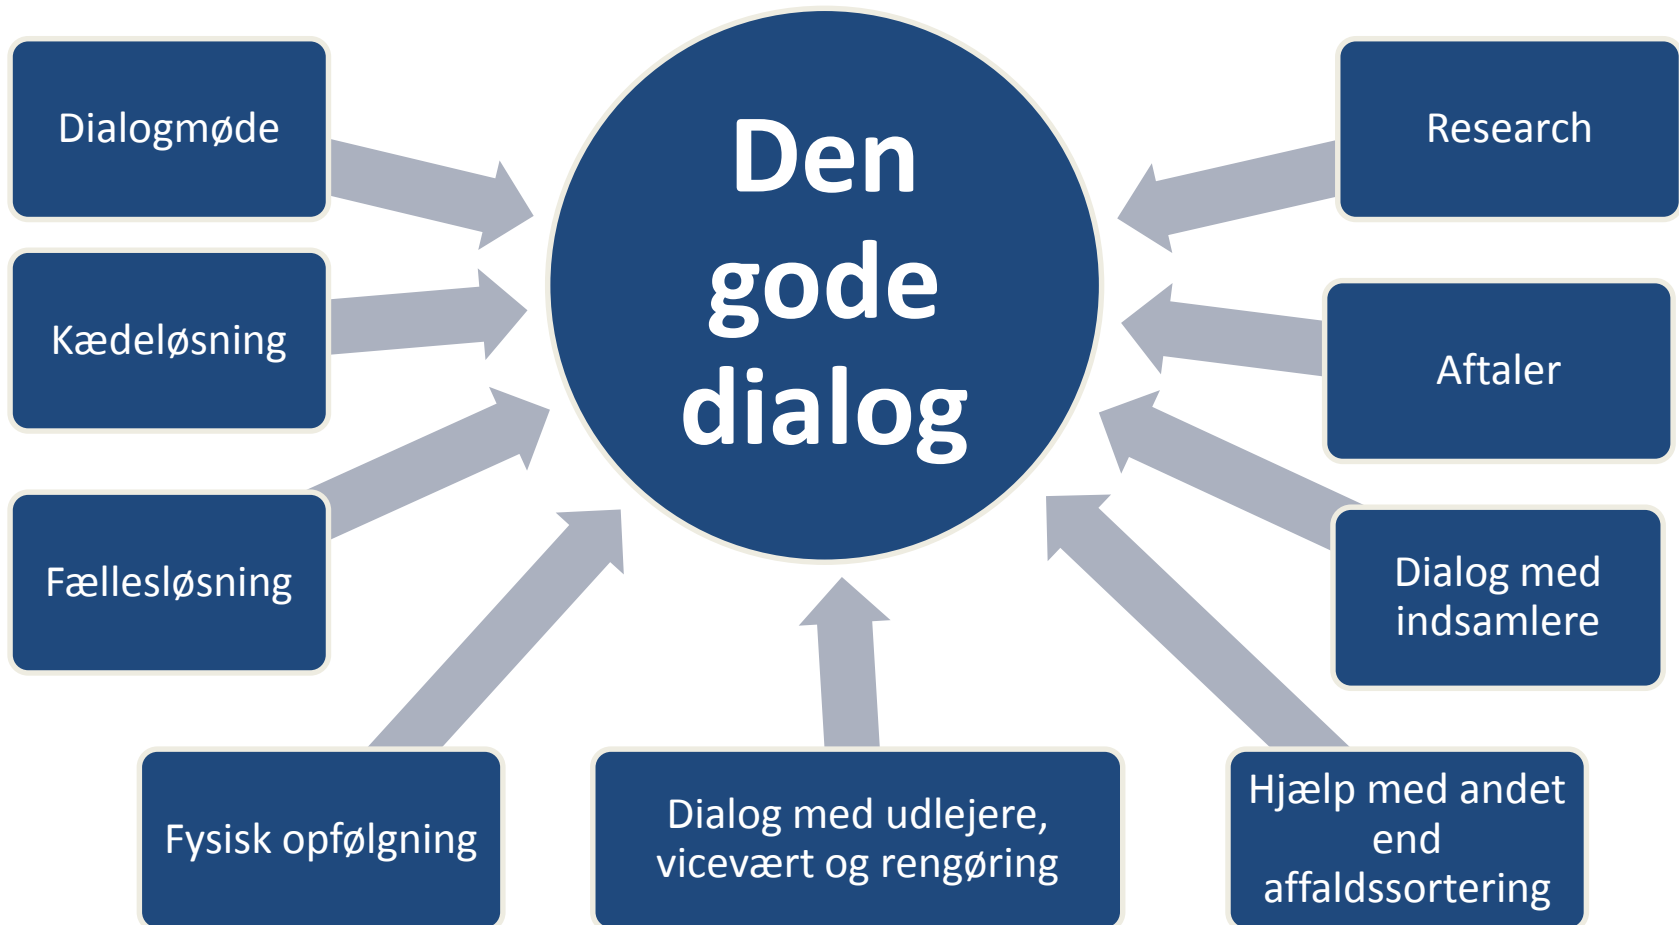 Den
gode
dialog
Dialogmøde
Kædeløsning
Fællesløsning
Fysisk opfølgning
Dialog med udlejere,
vicevært og rengøring
Hjælp med andet
end
affaldssortering
Dialog med
indsamlere
Aftaler
Research